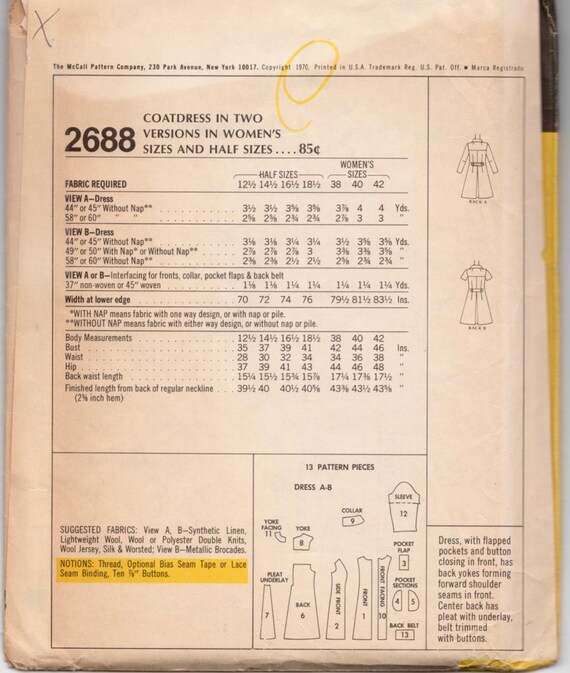 X
The McCall Pattern Company, 230 Park Avenue, New York 10017. Copyright 1970, Printed in U.S.A. Trademark Reg. U.S. Pat. Off. ▪ Marca Registrada
2688
COATDRESS IN TWO
VERSIONS IN WOMEN'S
SIZES AND HALF SIZES . . . . 85¢
HALF SIZES WOMEN'S SIZES
FABRIC REQUIRED 12½ 14½ 16½ 18½ 38 40 42
VIEW A—Dress
44" or 45" Without Nap** 3½ 3½ 3⅝ 3⅝ 3⅞ 4 4 Yds.
58" or 60" " " 2⅝ 2⅝ 2¾ 2¾ 2⅞ 3 3 "
VIEW B—Dress
44" or 45" Without Nap** 3⅛ 3⅛ 3¼ 3¼ 3½ 3⅝ 3⅝ Yds.
49" or 50" With Nap* or Without Nap** 2⅞ 2⅞ 2⅞ 3 3⅜ 3⅜ 3⅜ "
58" or 60" Without Nap** 2⅜ 2⅜ 2½ 2½ 2⅝ 2¾ 2¾ "
VIEW A or B—Interfacing for fronts, collar, pocket flaps & back belt
37" non-woven or 45" woven 1⅛ 1⅛ 1¼ 1¼ 1¼ 1¼ 1¼ Yds.
Width at lower edge 70 72 74 76 79½ 81½ 83½ Ins.
*WITH NAP means fabric with one way design, or with nap or pile.
**WITHOUT NAP means fabric with either way design, or without nap or pile.
Body Measurements 12½ 14½ 16½ 18½ 38 40 42
Bust 35 37 39 41 42 44 46 Ins.
Waist 28 30 32 34 34 36 38 "
Hip 37 39 41 43 44 46 48 "
Back waist length 15¼ 15½ 15¾ 15⅞ 17¼ 17⅜ 17½ "
Finished length from back of regular neckline 39½ 40 40½ 40⅝ 43⅜ 43½ 43⅝ "
(2⅝ inch hem)
BACK A
BACK B
SUGGESTED FABRICS: View A, B—Synthetic Linen,
Lightweight Wool, Wool or Polyester Double Knits,
Wool Jersey, Silk & Worsted; View B—Metallic Brocades.
NOTIONS: Thread, Optional Bias Seam Tape or Lace
Seam Binding, Ten ⅞" Buttons.
13 PATTERN PIECES
DRESS A-B
SLEEVE
12
COLLAR
9
YOKE
FACING
11
YOKE
8
POCKET
FLAP
3
PLEAT
UNDERLAY
7
BACK
6
SIDE FRONT
2
FRONT
1
FRONT FACING
10
POCKET
SECTIONS
4 5
BACK BELT
13
Dress, with flapped
pockets and button
closing in front, has
back yokes forming
forward shoulder
seams in front.
Center back has
pleat with underlay,
belt trimmed
with buttons.